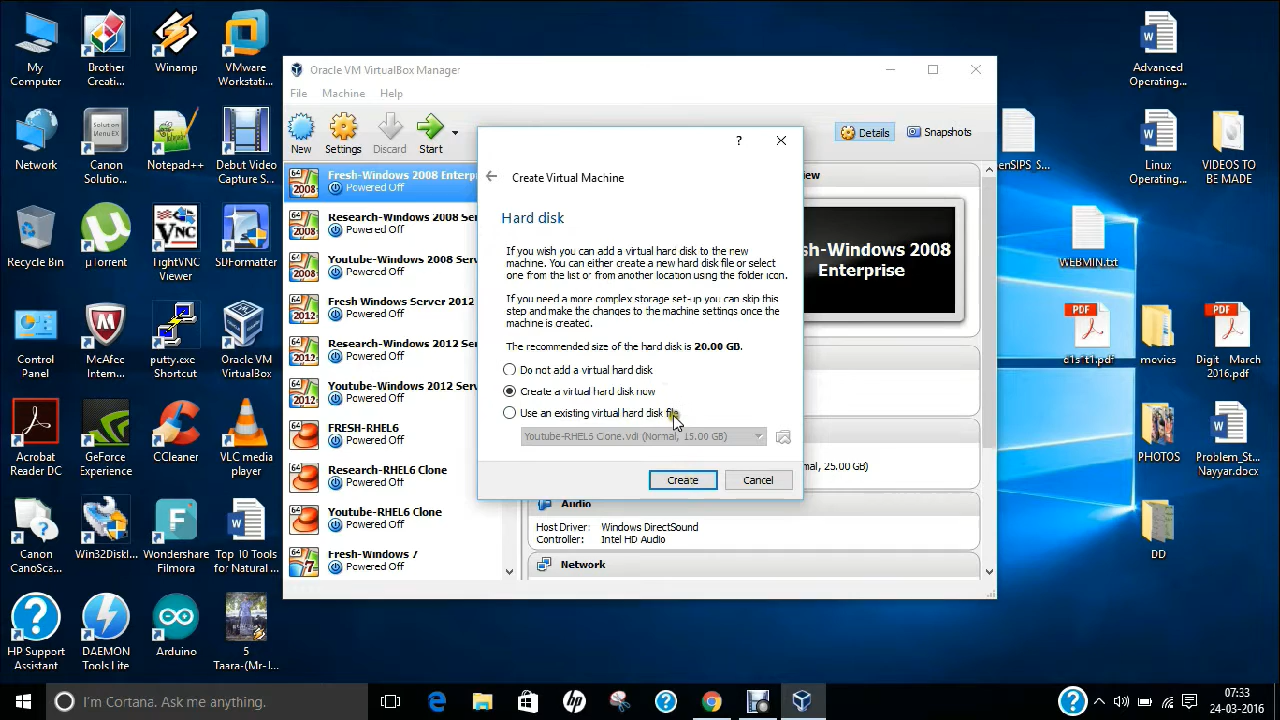 My
Computer
Brother
Creati...
Winamp
VMware
Workstati...
Network
Canon
Solution...
Notepad++
Debut Video
Capture S...
Recycle Bin
µTorrent
TightVNC
Viewer
SDFormatter
Control
Panel
McAfee
Intern...
putty.exe -
Shortcut
Oracle VM
VirtualBox
Acrobat
Reader DC
GeForce
Experience
CCleaner
VLC media
player
Canon
CanoSca...
Win32DiskI...
Wondershare
Filmora
Top 10 Tools
for Natural ...
HP Support
Assistant
DAEMON
Tools Lite
Arduino
5
Taara-(Mr-J...
Oracle VM VirtualBox Manager
File Machine Help
New Settings Discard Start
Details Snapshots
Fresh-Windows 2008 Enterp
Powered Off
Research-Windows 2008 Ser
Powered Off
Youtube-Windows 2008 Serv
Powered Off
Fresh Windows Server 2012
Powered Off
Research-Windows 2012 Ser
Powered Off
Youtube-Windows 2012 Serv
Powered Off
FRESH-RHEL6
Powered Off
Research-RHEL6 Clone
Powered Off
Youtube-RHEL6 Clone
Powered Off
Fresh-Windows 7
Powered Off
?
Create Virtual Machine
Hard disk
If you wish you can add a virtual hard disk to the new
machine. You can either create a new hard disk file or select
one from the list or from another location using the folder icon.
If you need a more complex storage set-up you can skip this
step and make the changes to the machine settings once the
machine is created.
The recommended size of the hard disk is 20.00 GB.
Do not add a virtual hard disk
Create a virtual hard disk now
Use an existing virtual hard disk file
Youtube-RHEL6 Clone.vdi (Normal, 15.00 GB)
Create Cancel
sh-Windows 2008
Enterprise
mal, 25.00 GB)
Audio
Host Driver: Windows DirectSound
Controller: Intel HD Audio
Network
Advanced
Operating...
enSIPS_S...
Linux
Operating...
VIDEOS TO
BE MADE
WEBMIN.txt
PDF
PDF
movies
Digit - March
2016.pdf
PHOTOS
Problem_St...
Nayyar.docx
DD
I'm Cortana. Ask me anything.
07:33
24-03-2016